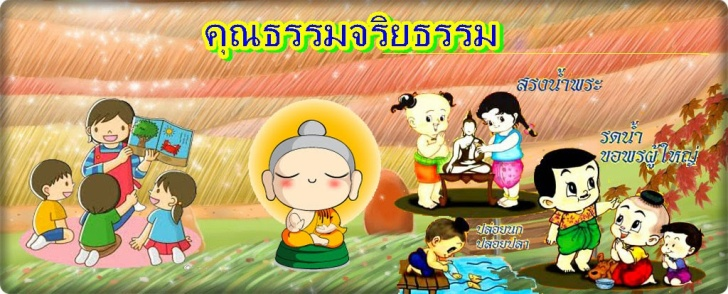 คุณธรรมจริยธรรม
สรงน้ำพระ
รดน้ำ
ขอพรผู้ใหญ่
ปล่อยนก
ปล่อยปลา